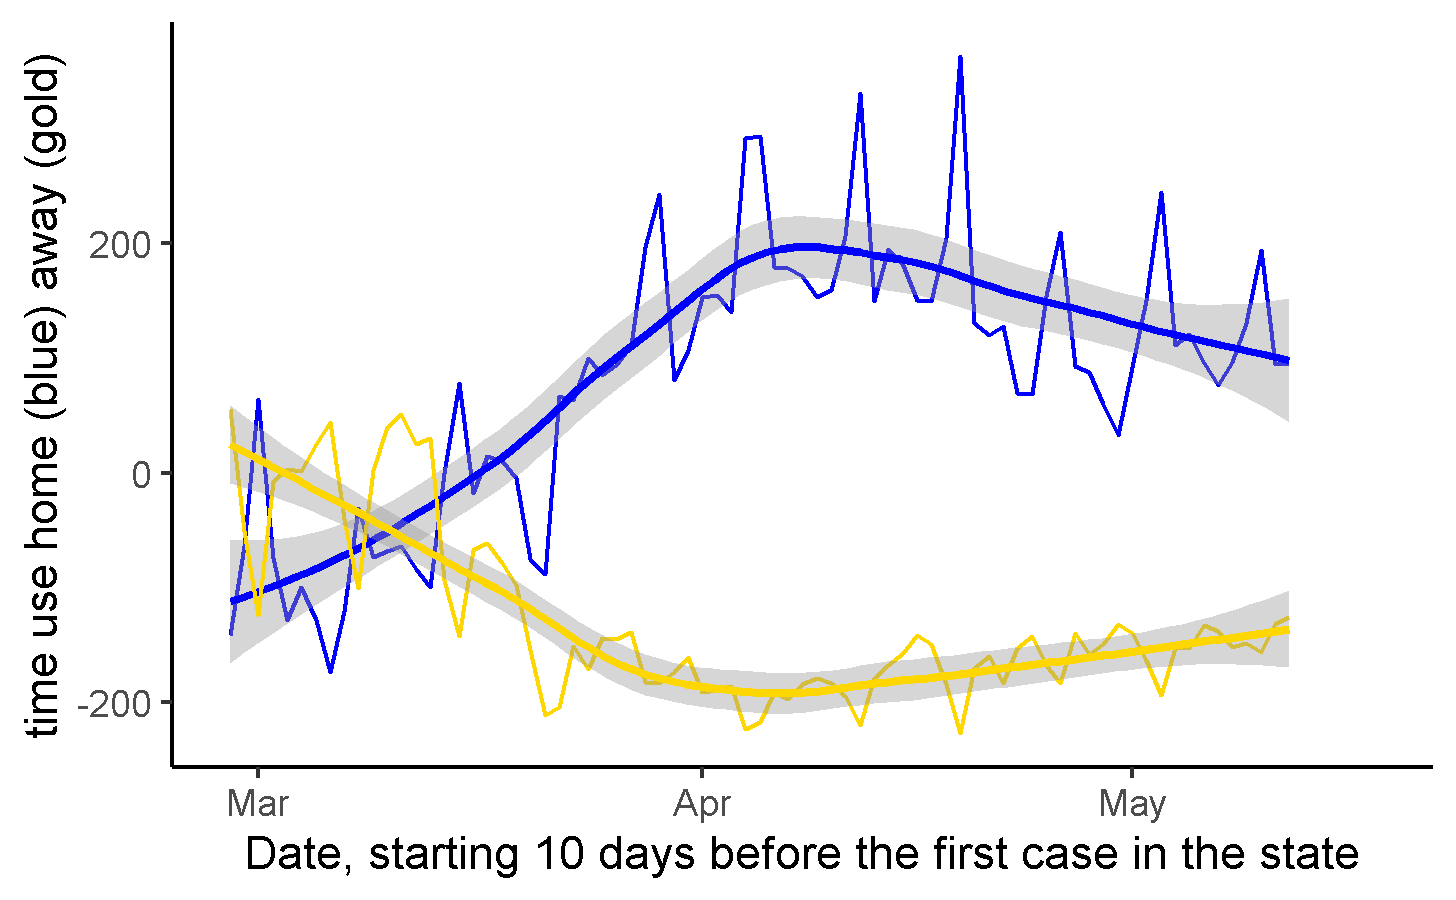 time use home (blue) away (gold)
200
0
-200
Mar Apr May
Date, starting 10 days before the first case in the state